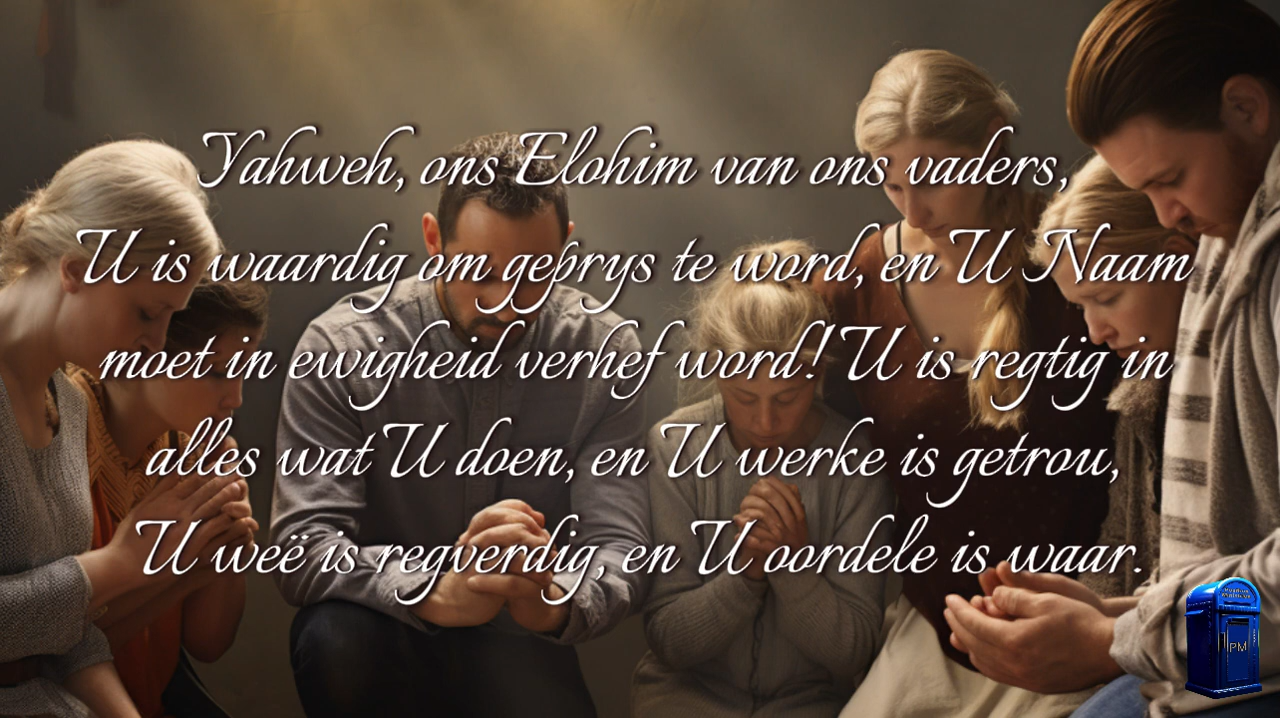 Yahweh, ons Elohim van ons vaders,
U is waardig om geprys te word, en U Naam
moet in ewigheid verhef word! U is regtig in
alles wat U doen, en U werke is getrou,
U weë is regverdig, en U oordele is waar.
PM